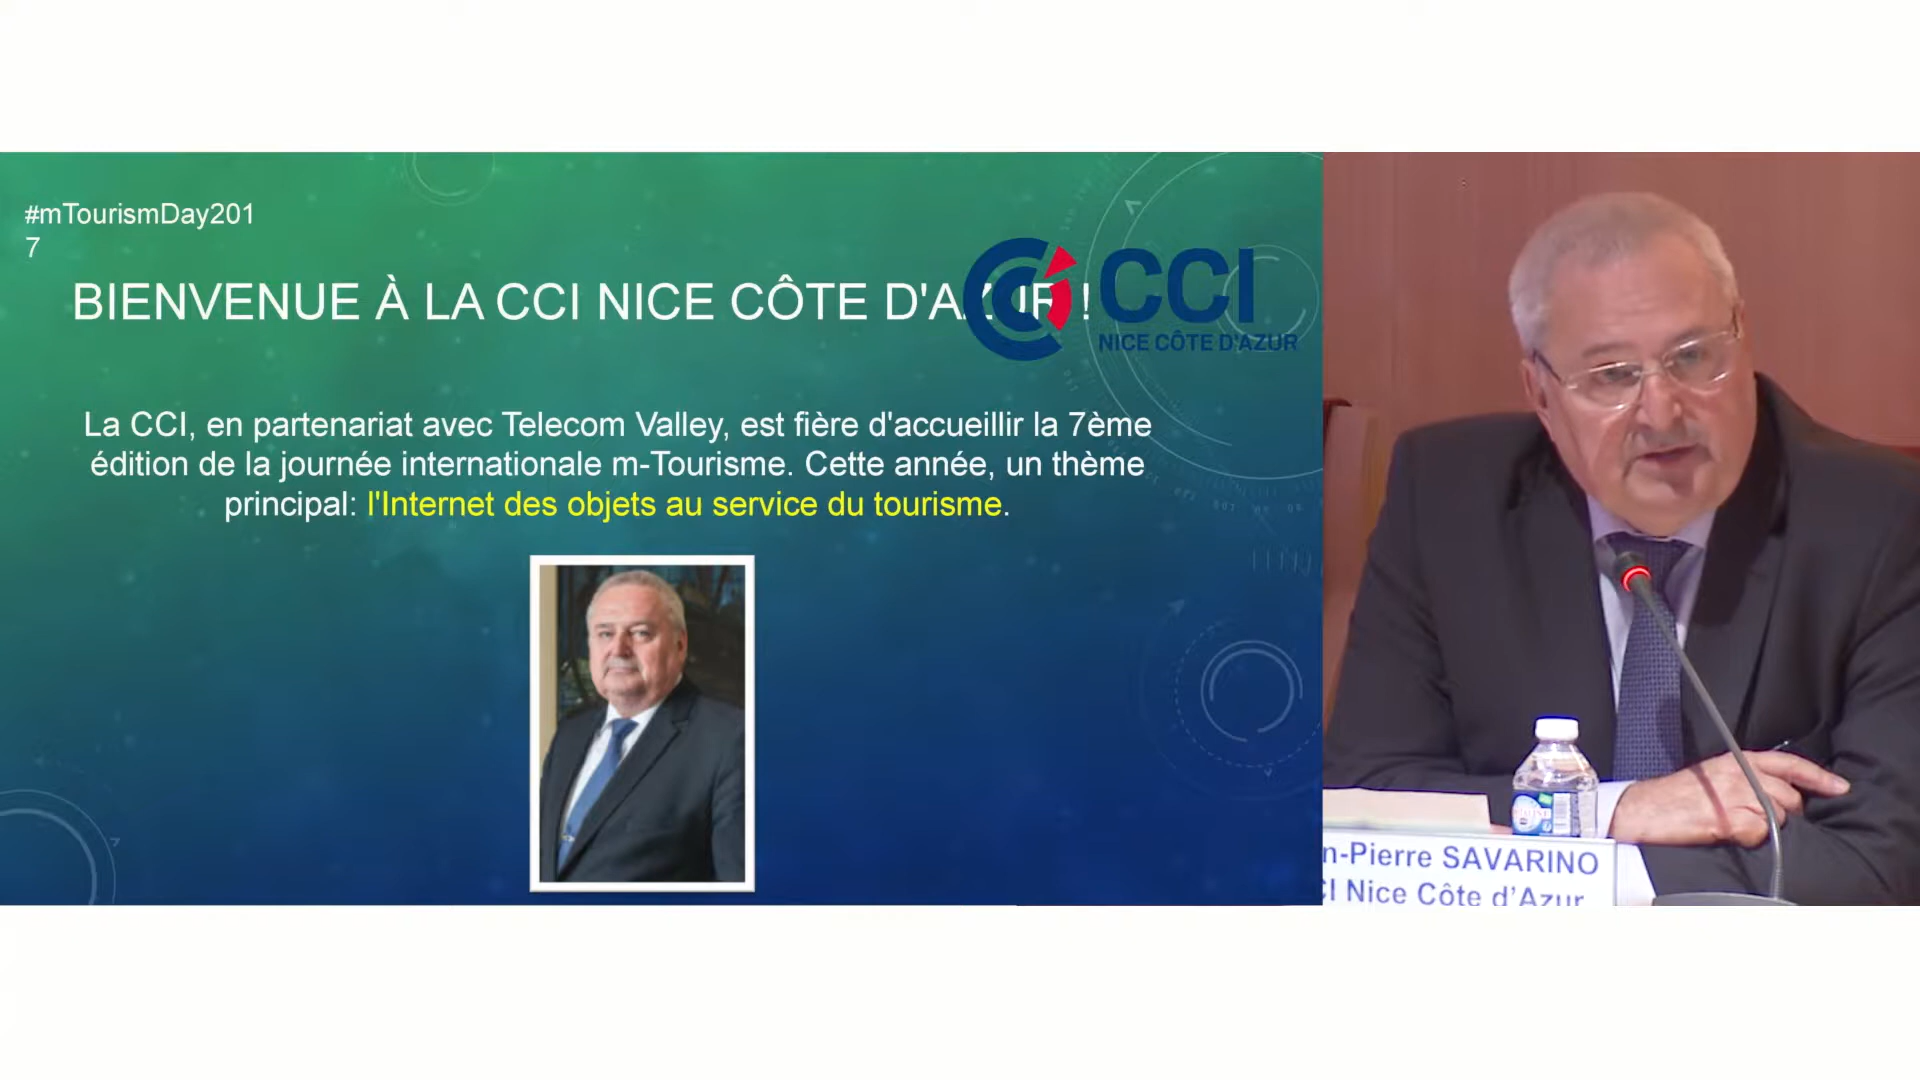 #mTourismDay201
7
BIENVENUE À LA CCI NICE CÔTE D'AZUR !
CCI
NICE CÔTE D'AZUR
La CCI, en partenariat avec Telecom Valley, est fière d'accueillir la 7ème
édition de la journée internationale m-Tourisme. Cette année, un thème
principal: l'Internet des objets au service du tourisme.
n-Pierre SAVARINO
CI Nice Côte d'Azur